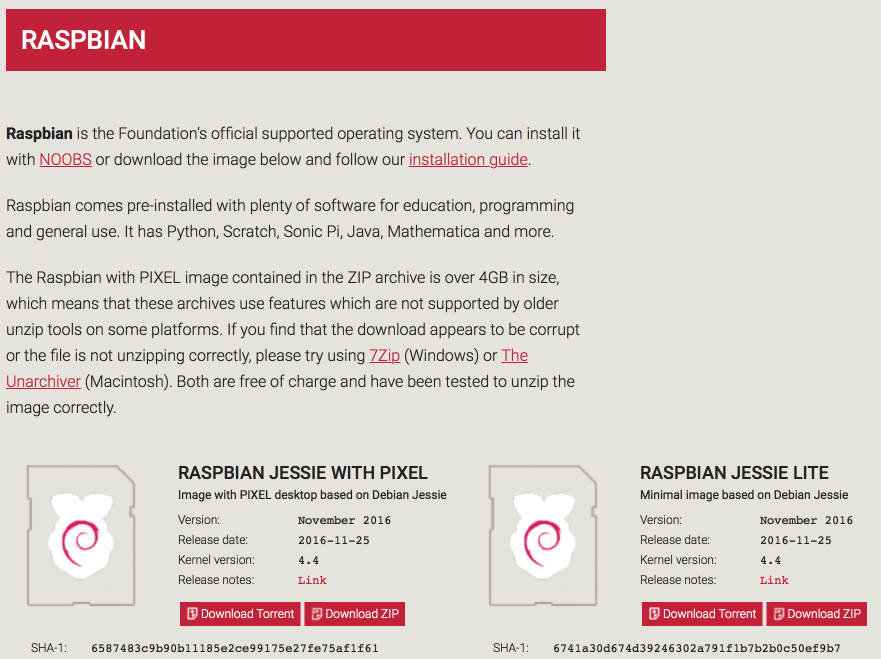 RASPBIAN
Raspbian is the Foundation's official supported operating system. You can install it
with NOOBS or download the image below and follow our installation guide.
Raspbian comes pre-installed with plenty of software for education, programming
and general use. It has Python, Scratch, Sonic Pi, Java, Mathematica and more.
The Raspbian with PIXEL image contained in the ZIP archive is over 4GB in size,
which means that these archives use features which are not supported by older
unzip tools on some platforms. If you find that the download appears to be corrupt
or the file is not unzipping correctly, please try using 7Zip (Windows) or The
Unarchiver (Macintosh). Both are free of charge and have been tested to unzip the
image correctly.
RASPBIAN JESSIE WITH PIXEL
Image with PIXEL desktop based on Debian Jessie
Version: November 2016
Release date: 2016-11-25
Kernel version: 4.4
Release notes: Link
Download Torrent Download ZIP
SHA-1: 6587483c9b90b11185e2ce99175e27fe75af1f61
RASPBIAN JESSIE LITE
Minimal image based on Debian Jessie
Version: November 2016
Release date: 2016-11-25
Kernel version: 4.4
Release notes: Link
Download Torrent Download ZIP
SHA-1: 6741a30d674d39246302a791f1b7b2b0c50ef9b7